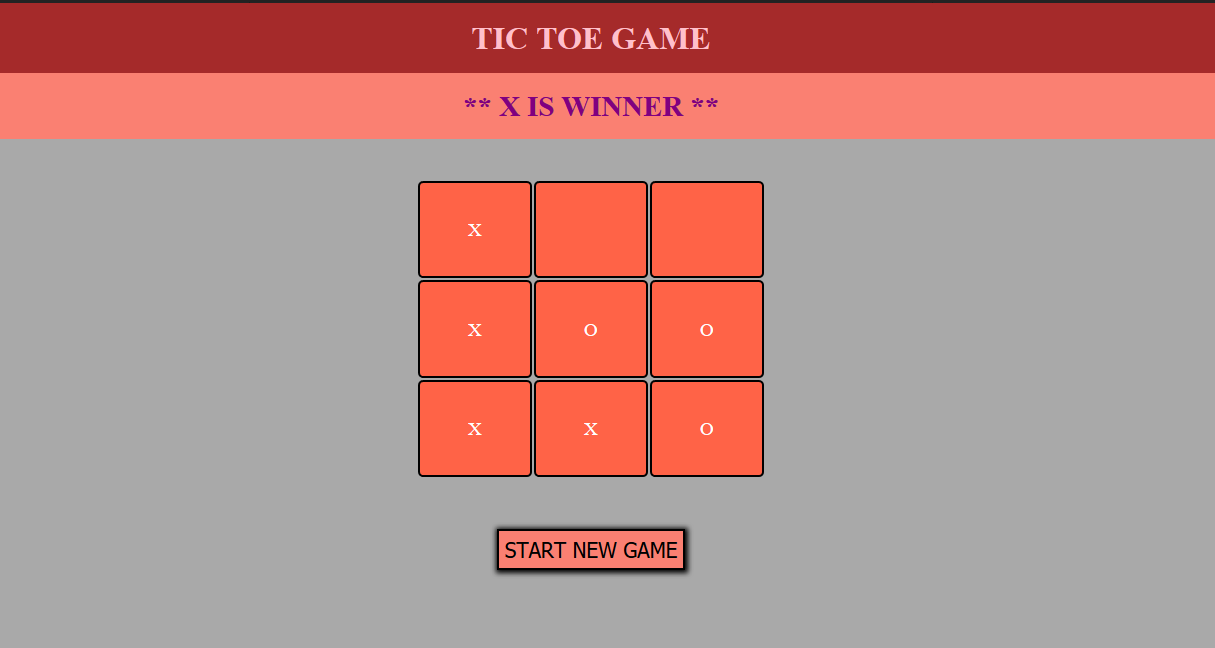 TIC TOE GAME
** X IS WINNER **
X
X O O
X X O
START NEW GAME